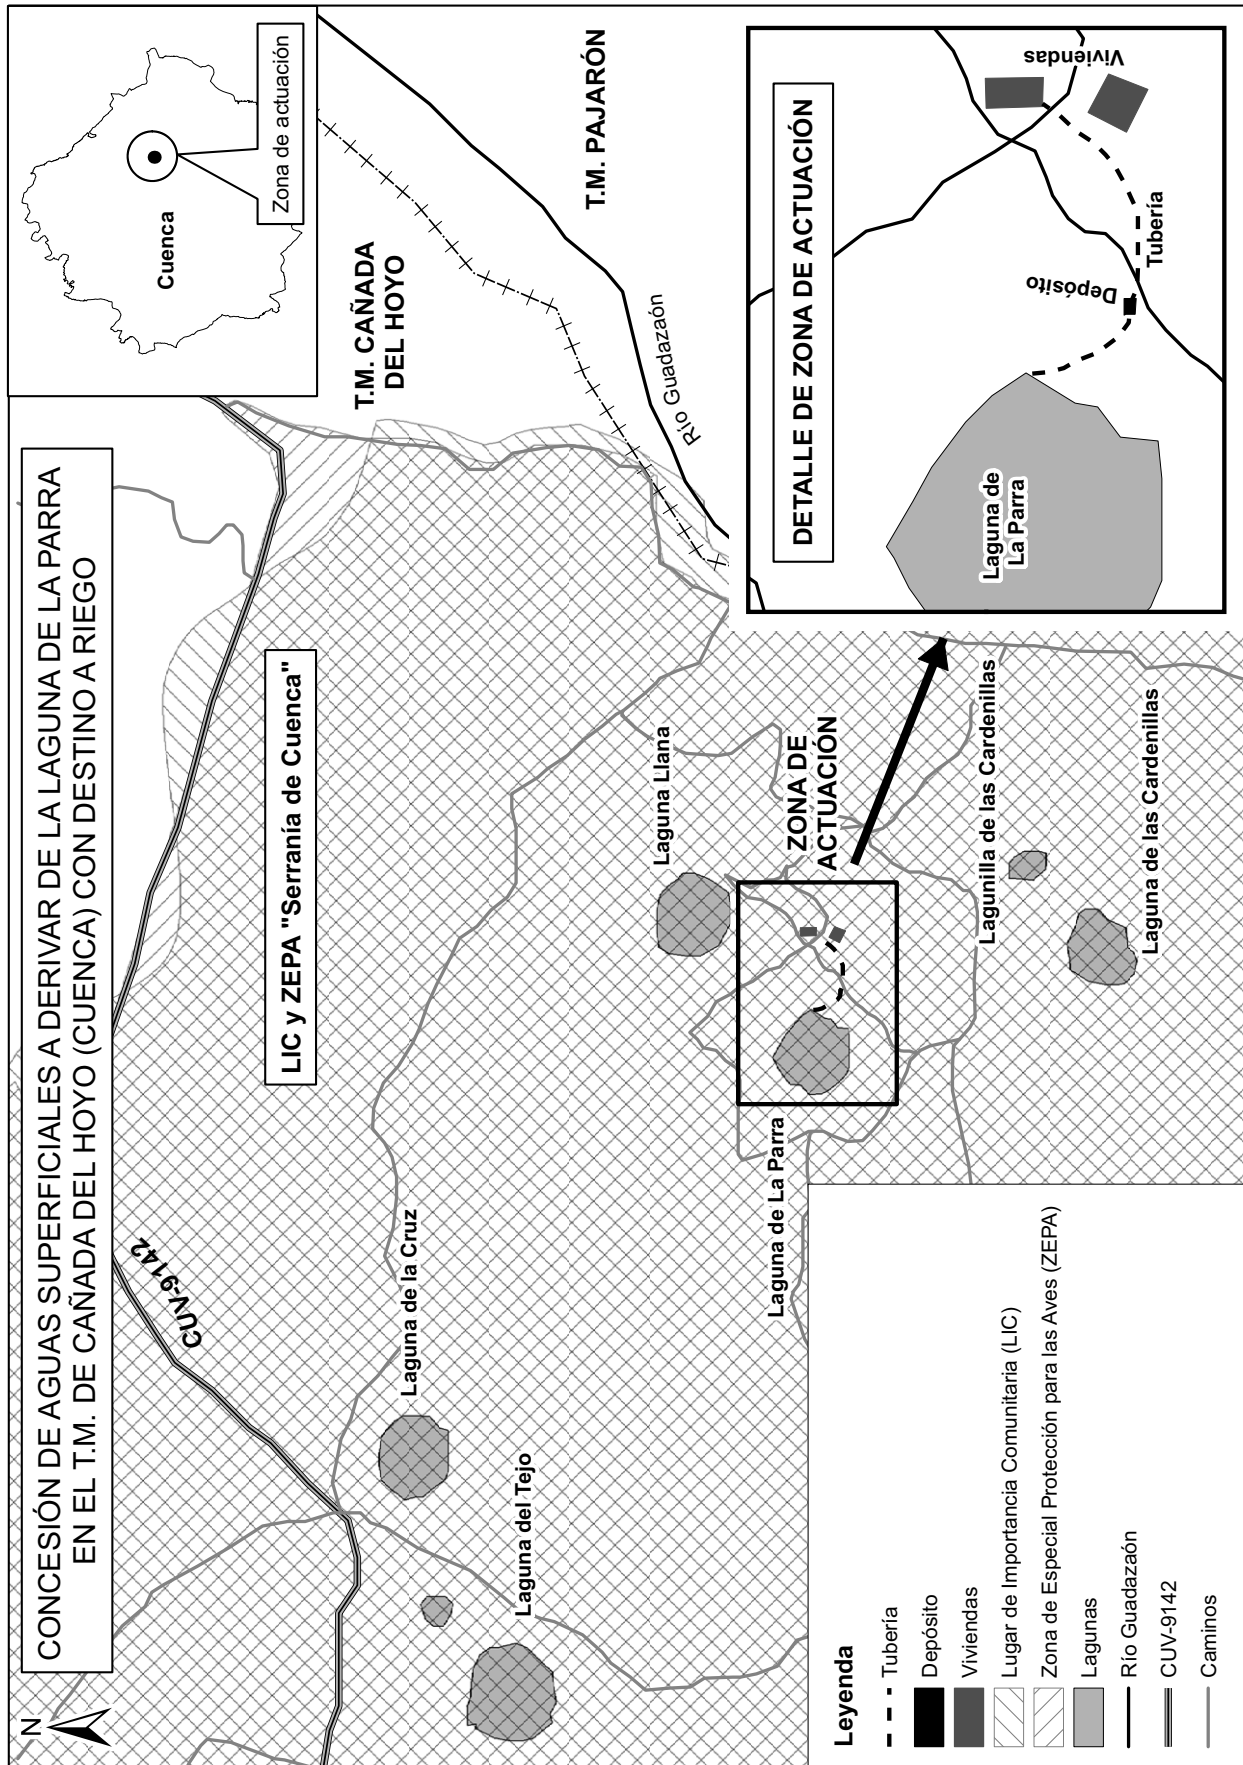 CONCESIÓN DE AGUAS SUPERFICIALES A DERIVAR DE LA LAGUNA DE LA PARRA
EN EL T.M. DE CAÑADA DEL HOYO (CUENCA) CON DESTINO A RIEGO
N
Cuenca
Zona de actuación
T.M. CAÑADA
DEL HOYO
T.M. PAJARÓN
Río Guadazaón
CUV-9142
LIC y ZEPA "Serranía de Cuenca"
Laguna de la Cruz
Laguna del Tejo
Laguna Llana
ZONA DE
ACTUACIÓN
Laguna de La Parra
Lagunilla de las Cardenillas
Laguna de las Cardenillas
DETALLE DE ZONA DE ACTUACIÓN
Viviendas
Depósito
Tubería
Laguna de
La Parra
Leyenda
Tubería
Depósito
Viviendas
Lugar de Importancia Comunitaria (LIC)
Zona de Especial Protección para las Aves (ZEPA)
Lagunas
Río Guadazaón
CUV-9142
Caminos